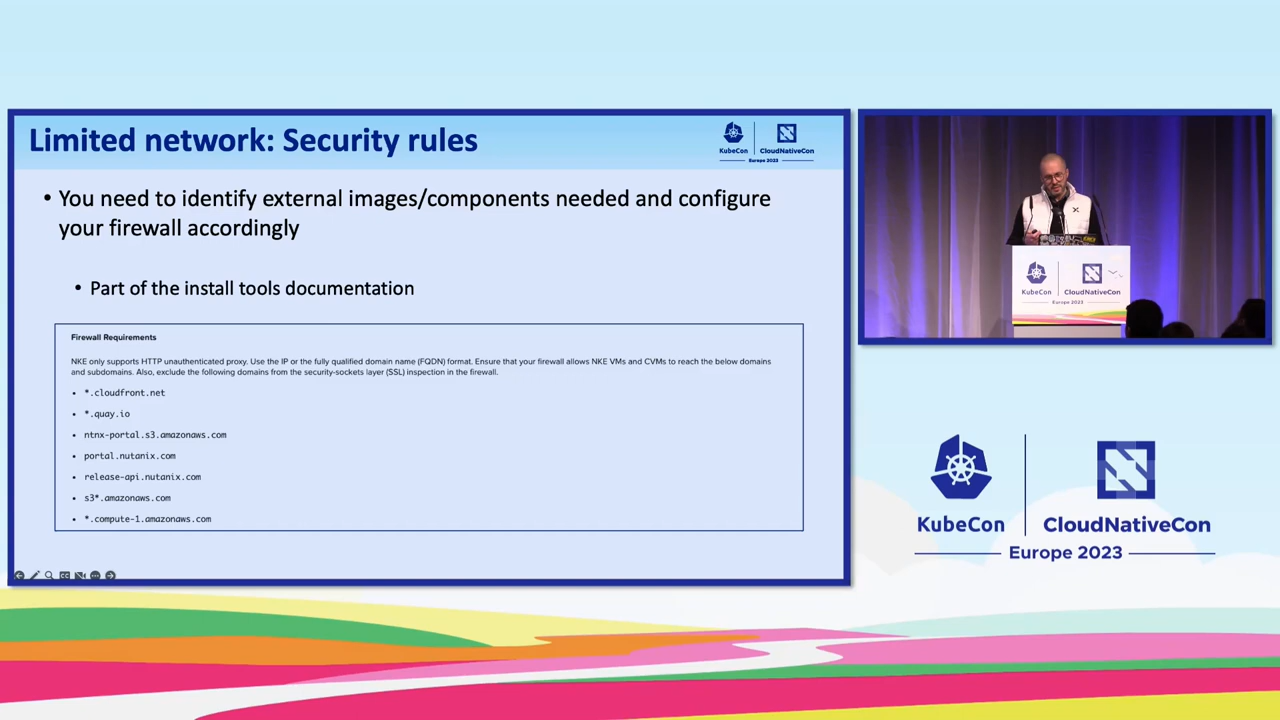 Limited network: Security rules
KubeCon
CloudNativeCon
Europe 2023
• You need to identify external images/components needed and configure
your firewall accordingly
• Part of the install tools documentation
Firewall Requirements
NKE only supports HTTP unauthenticated proxy. Use the IP or the fully qualified domain name (FQDN) format. Ensure that your firewall allows NKE VMs and CVMs to reach the below domains
and subdomains. Also, exclude the following domains from the security-sockets layer (SSL) inspection in the firewall.
• *.cloudfront.net
• *.quay.io
• ntnx-portal.s3.amazonaws.com
• portal.nutanix.com
• release-api.nutanix.com
• s3*.amazonaws.com
• *.compute-1.amazonaws.com
KubeCon
CloudNativeCon
Europe 2023
KubeCon
CloudNativeCon
Europe 2023